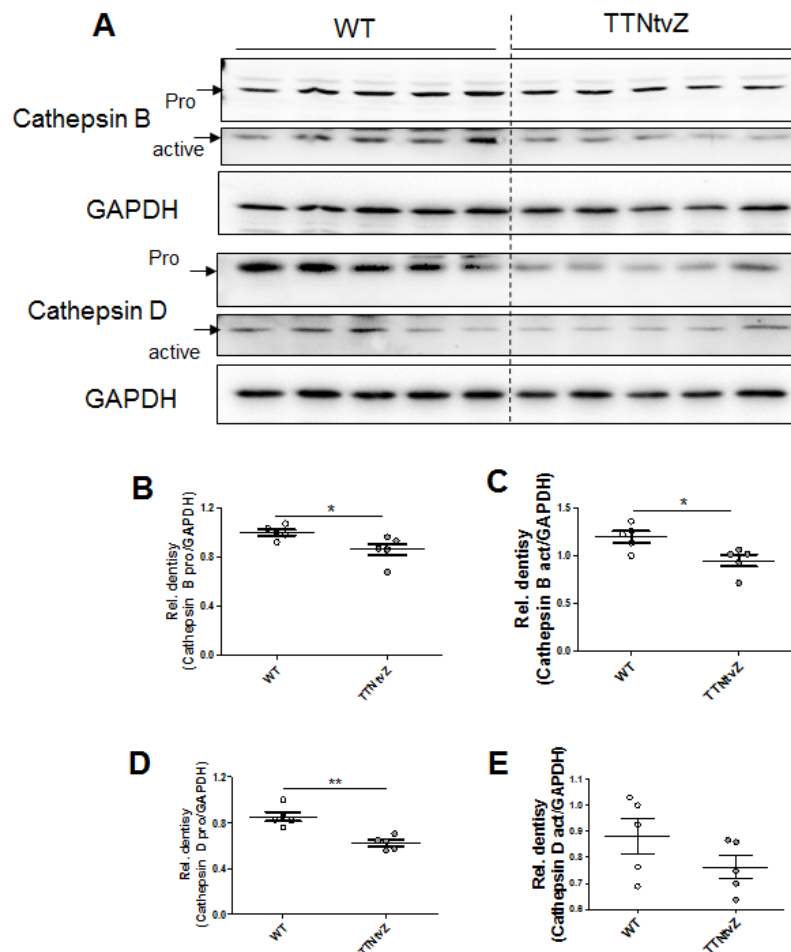 A
WT
TTNtvZ
Pro
Cathepsin B
active
GAPDH
Pro
Cathepsin D
active
GAPDH
B
Rel. dentisy
(Cathepsin B pro/GAPDH)
1.2
0.8
0.4
0.0
*
WT
TTNtvZ
C
Rel. dentisy
(Cathepsin B act/GAPDH)
1.5
1.0
0.5
0.0
*
WT
TTNtvZ
D
Rel. dentisy
(Cathepsin D pro/GAPDH)
1.2
0.8
0.4
0.0
**
WT
TTNtvZ
E
Rel. dentisy
(Cathepsin D act/GAPDH)
1.1
1.0
0.9
0.8
0.7
0.6
WT
TTNtvZ